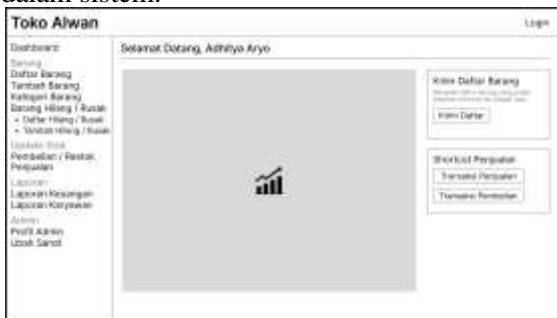 dalam sistem.
Toko Alwan
Login
Dashboard
Selamat Datang, Adhitya Aryo
Barang
Daftar Barang
Tambah Barang
Kategori Barang
Barang Hilang / Rusak
Daftar Hilang / Rusak
Tambah Hilang / Rusak
Update Stok
Pembelian / Restok
Penjualan
Laporan
Laporan Keuangan
Laporan Karyawan
Admin
Profil Admin
Ubah Sandi
Kirim Daftar Barang
Kirim Daftar
Shortcut Penjualan
Transaksi Penjualan
Transaksi Pembelian